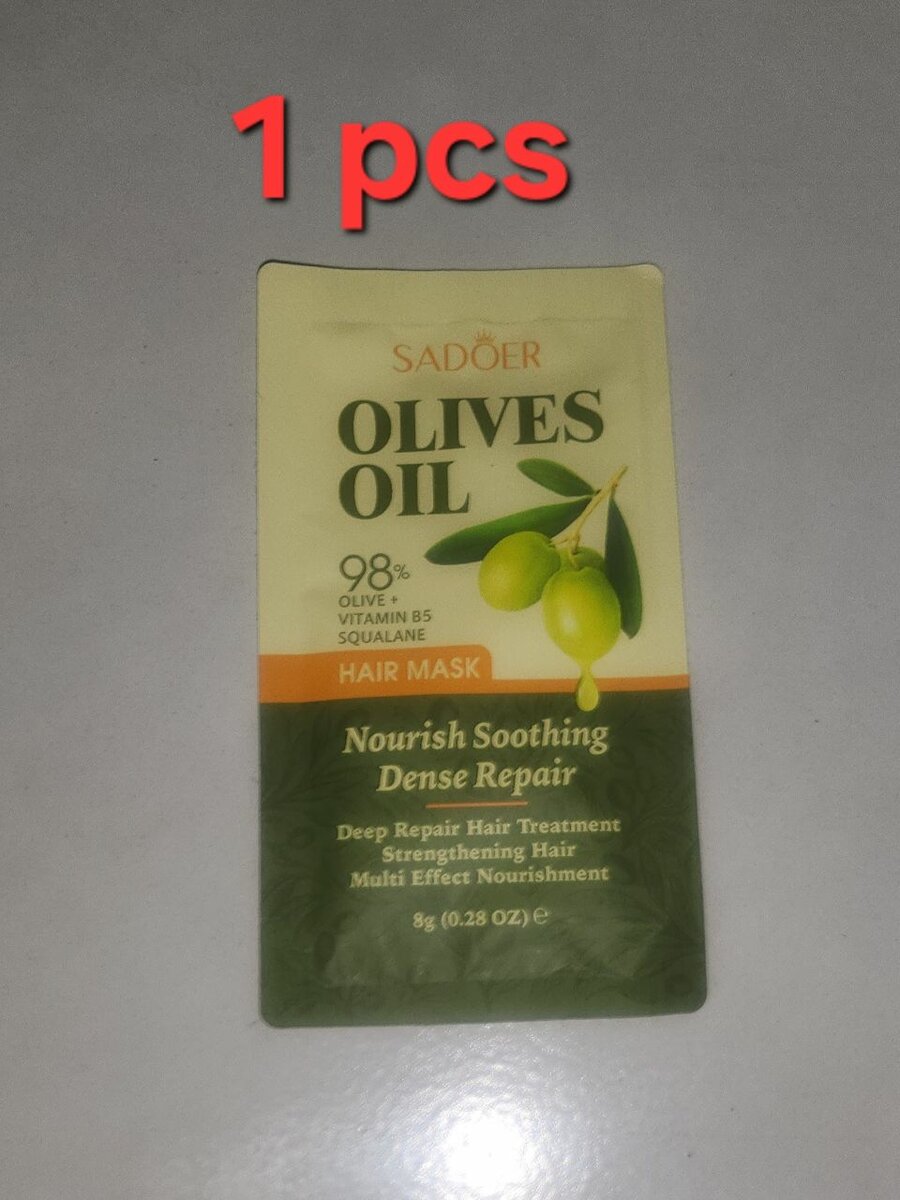 1 pcs
SADOER
OLIVES
OIL
98%
OLIVE +
VITAMIN B5
SQUALANE
HAIR MASK
Nourish Soothing
Dense Repair
Deep Repair Hair Treatment
Strengthening Hair
Multi Effect Nourishment
8g (0.28 OZ) ℮